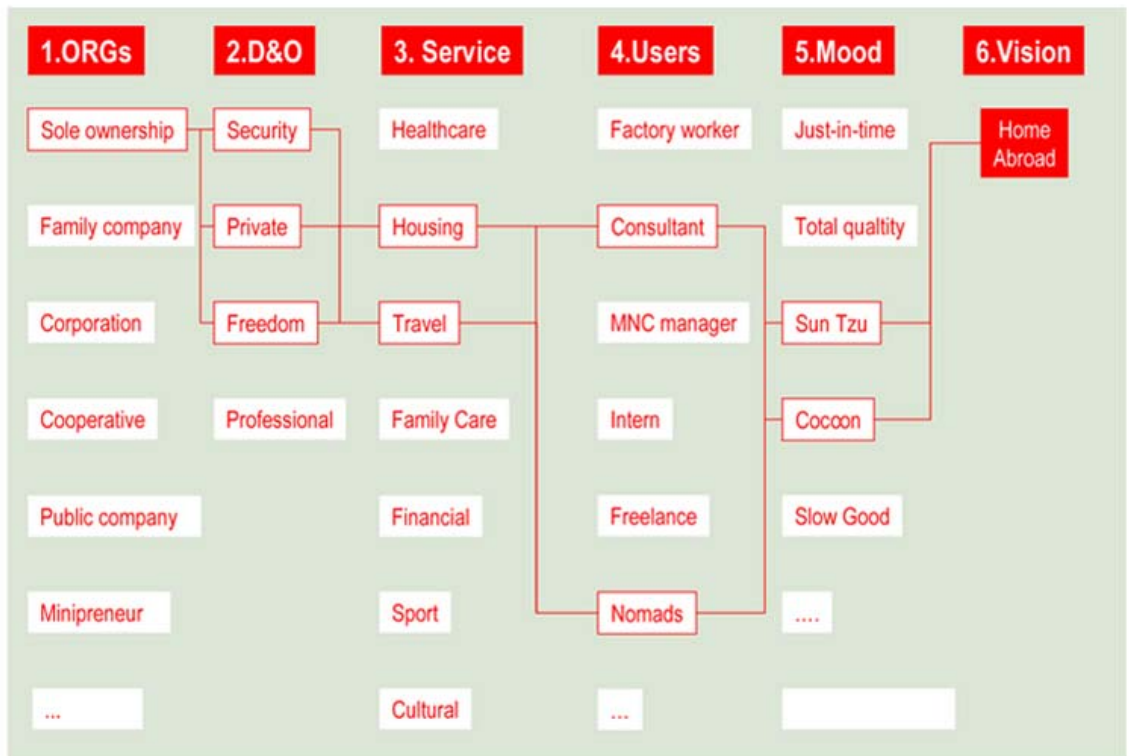 1.ORGs
2.D&O
3. Service
4.Users
5.Mood
6.Vision
Sole ownership
Security
Healthcare
Factory worker
Just-in-time
Home
Abroad
Family company
Private
Housing
Consultant
Total qualtity
Corporation
Freedom
Travel
MNC manager
Sun Tzu
Cooperative
Professional
Family Care
Intern
Cocoon
Public company
Financial
Freelance
Slow Good
Minipreneur
Sport
Nomads
....
...
Cultural
...